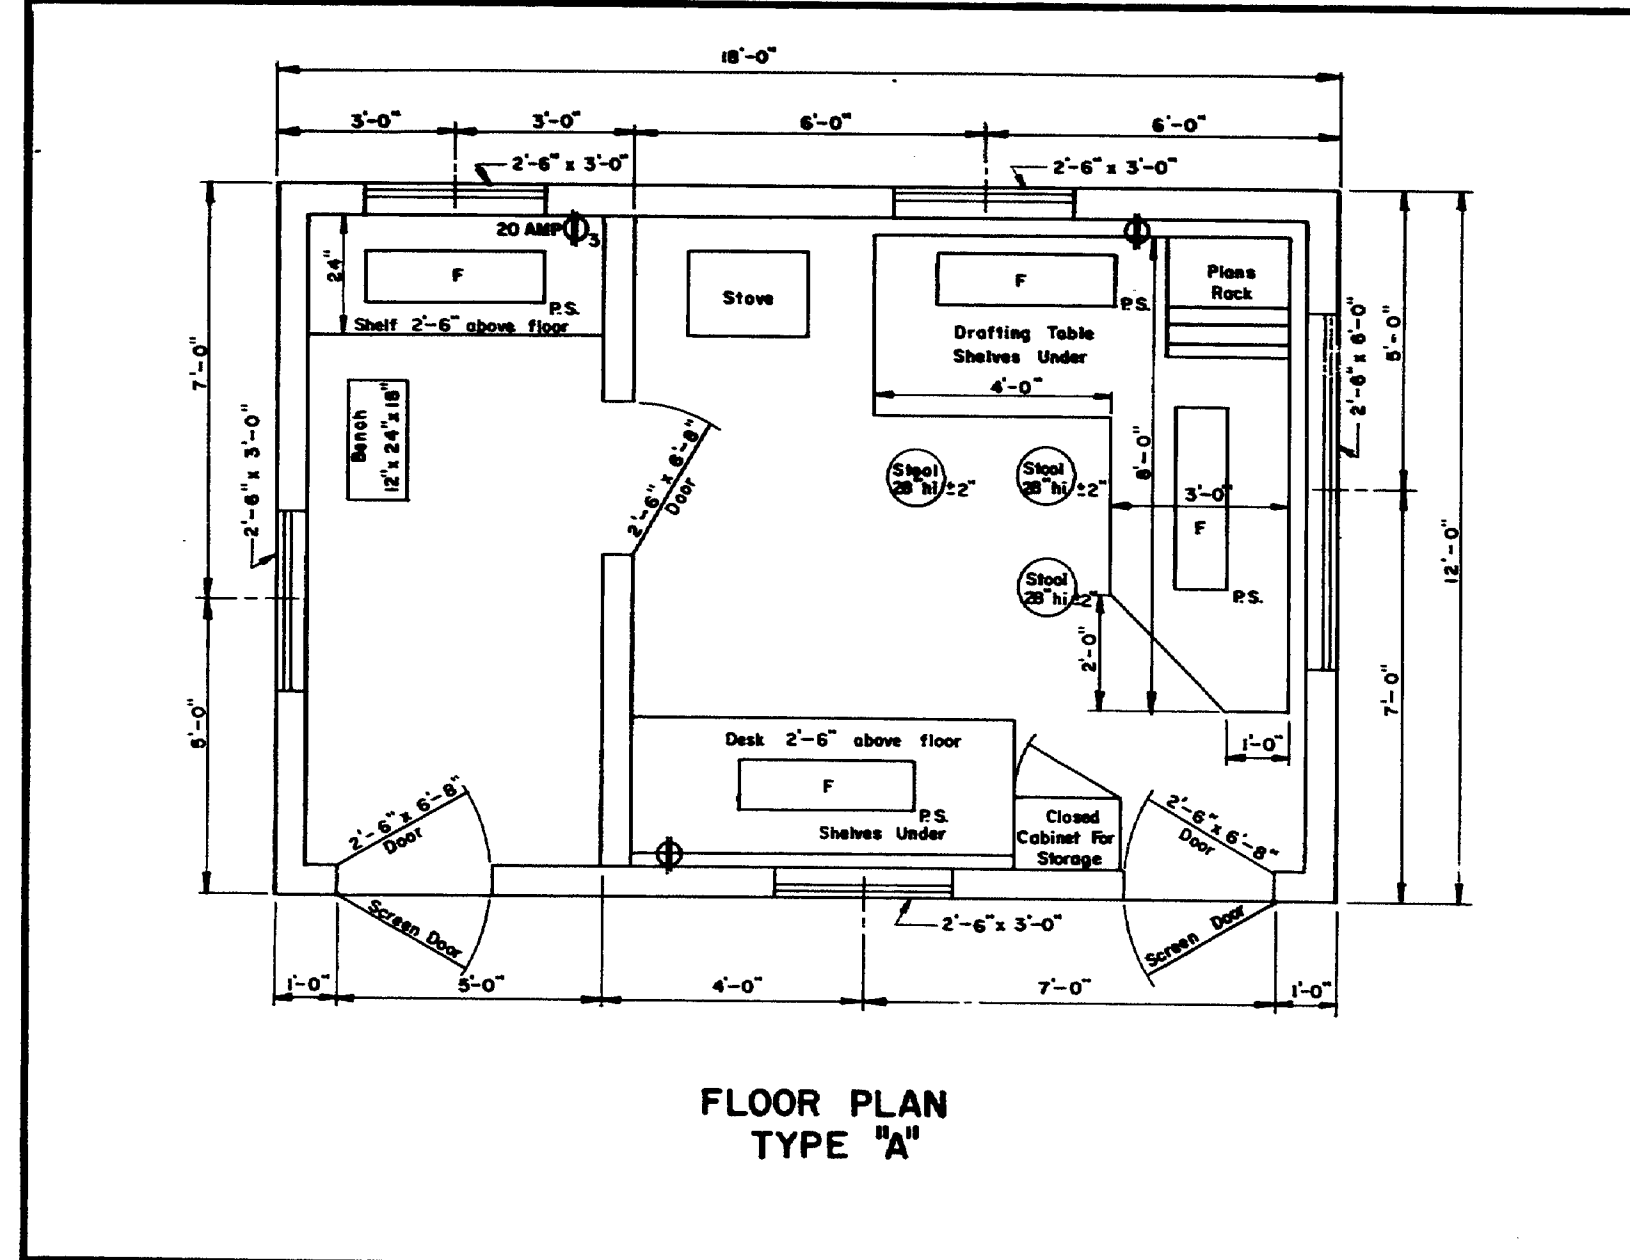 18'-0"
3'-0"
3'-0"
6'-0"
6'-0"
2'-6" x 3'-0"
2'-6" x 3'-0"
20 AMP
3
24"
F
P.S.
Shelf 2'-6" above floor
Stove
F
P.S.
Drafting Table
Shelves Under
4'-0"
Plans
Rack
7'-0"
2'-6" x 3'-0"
5'-0"
Bench
12" x 24" x 18"
2'-6" x 6'-8"
Door
Stool
28" hi ±2"
Stool
28" hi ±2"
Stool
28" hi ±2"
8'-0"
3'-0"
F
P.S.
2'-0"
1'-0"
2'-6" x 6'-0"
5'-0"
12'-0"
7'-0"
Desk 2'-6" above floor
F
P.S.
Shelves Under
Closed
Cabinet For
Storage
2'-6" x 6'-8"
Door
Screen Door
2'-6" x 6'-8"
Door
Screen Door
2'-6" x 3'-0"
1'-0"
5'-0"
4'-0"
7'-0"
1'-0"
FLOOR PLAN
TYPE "A"